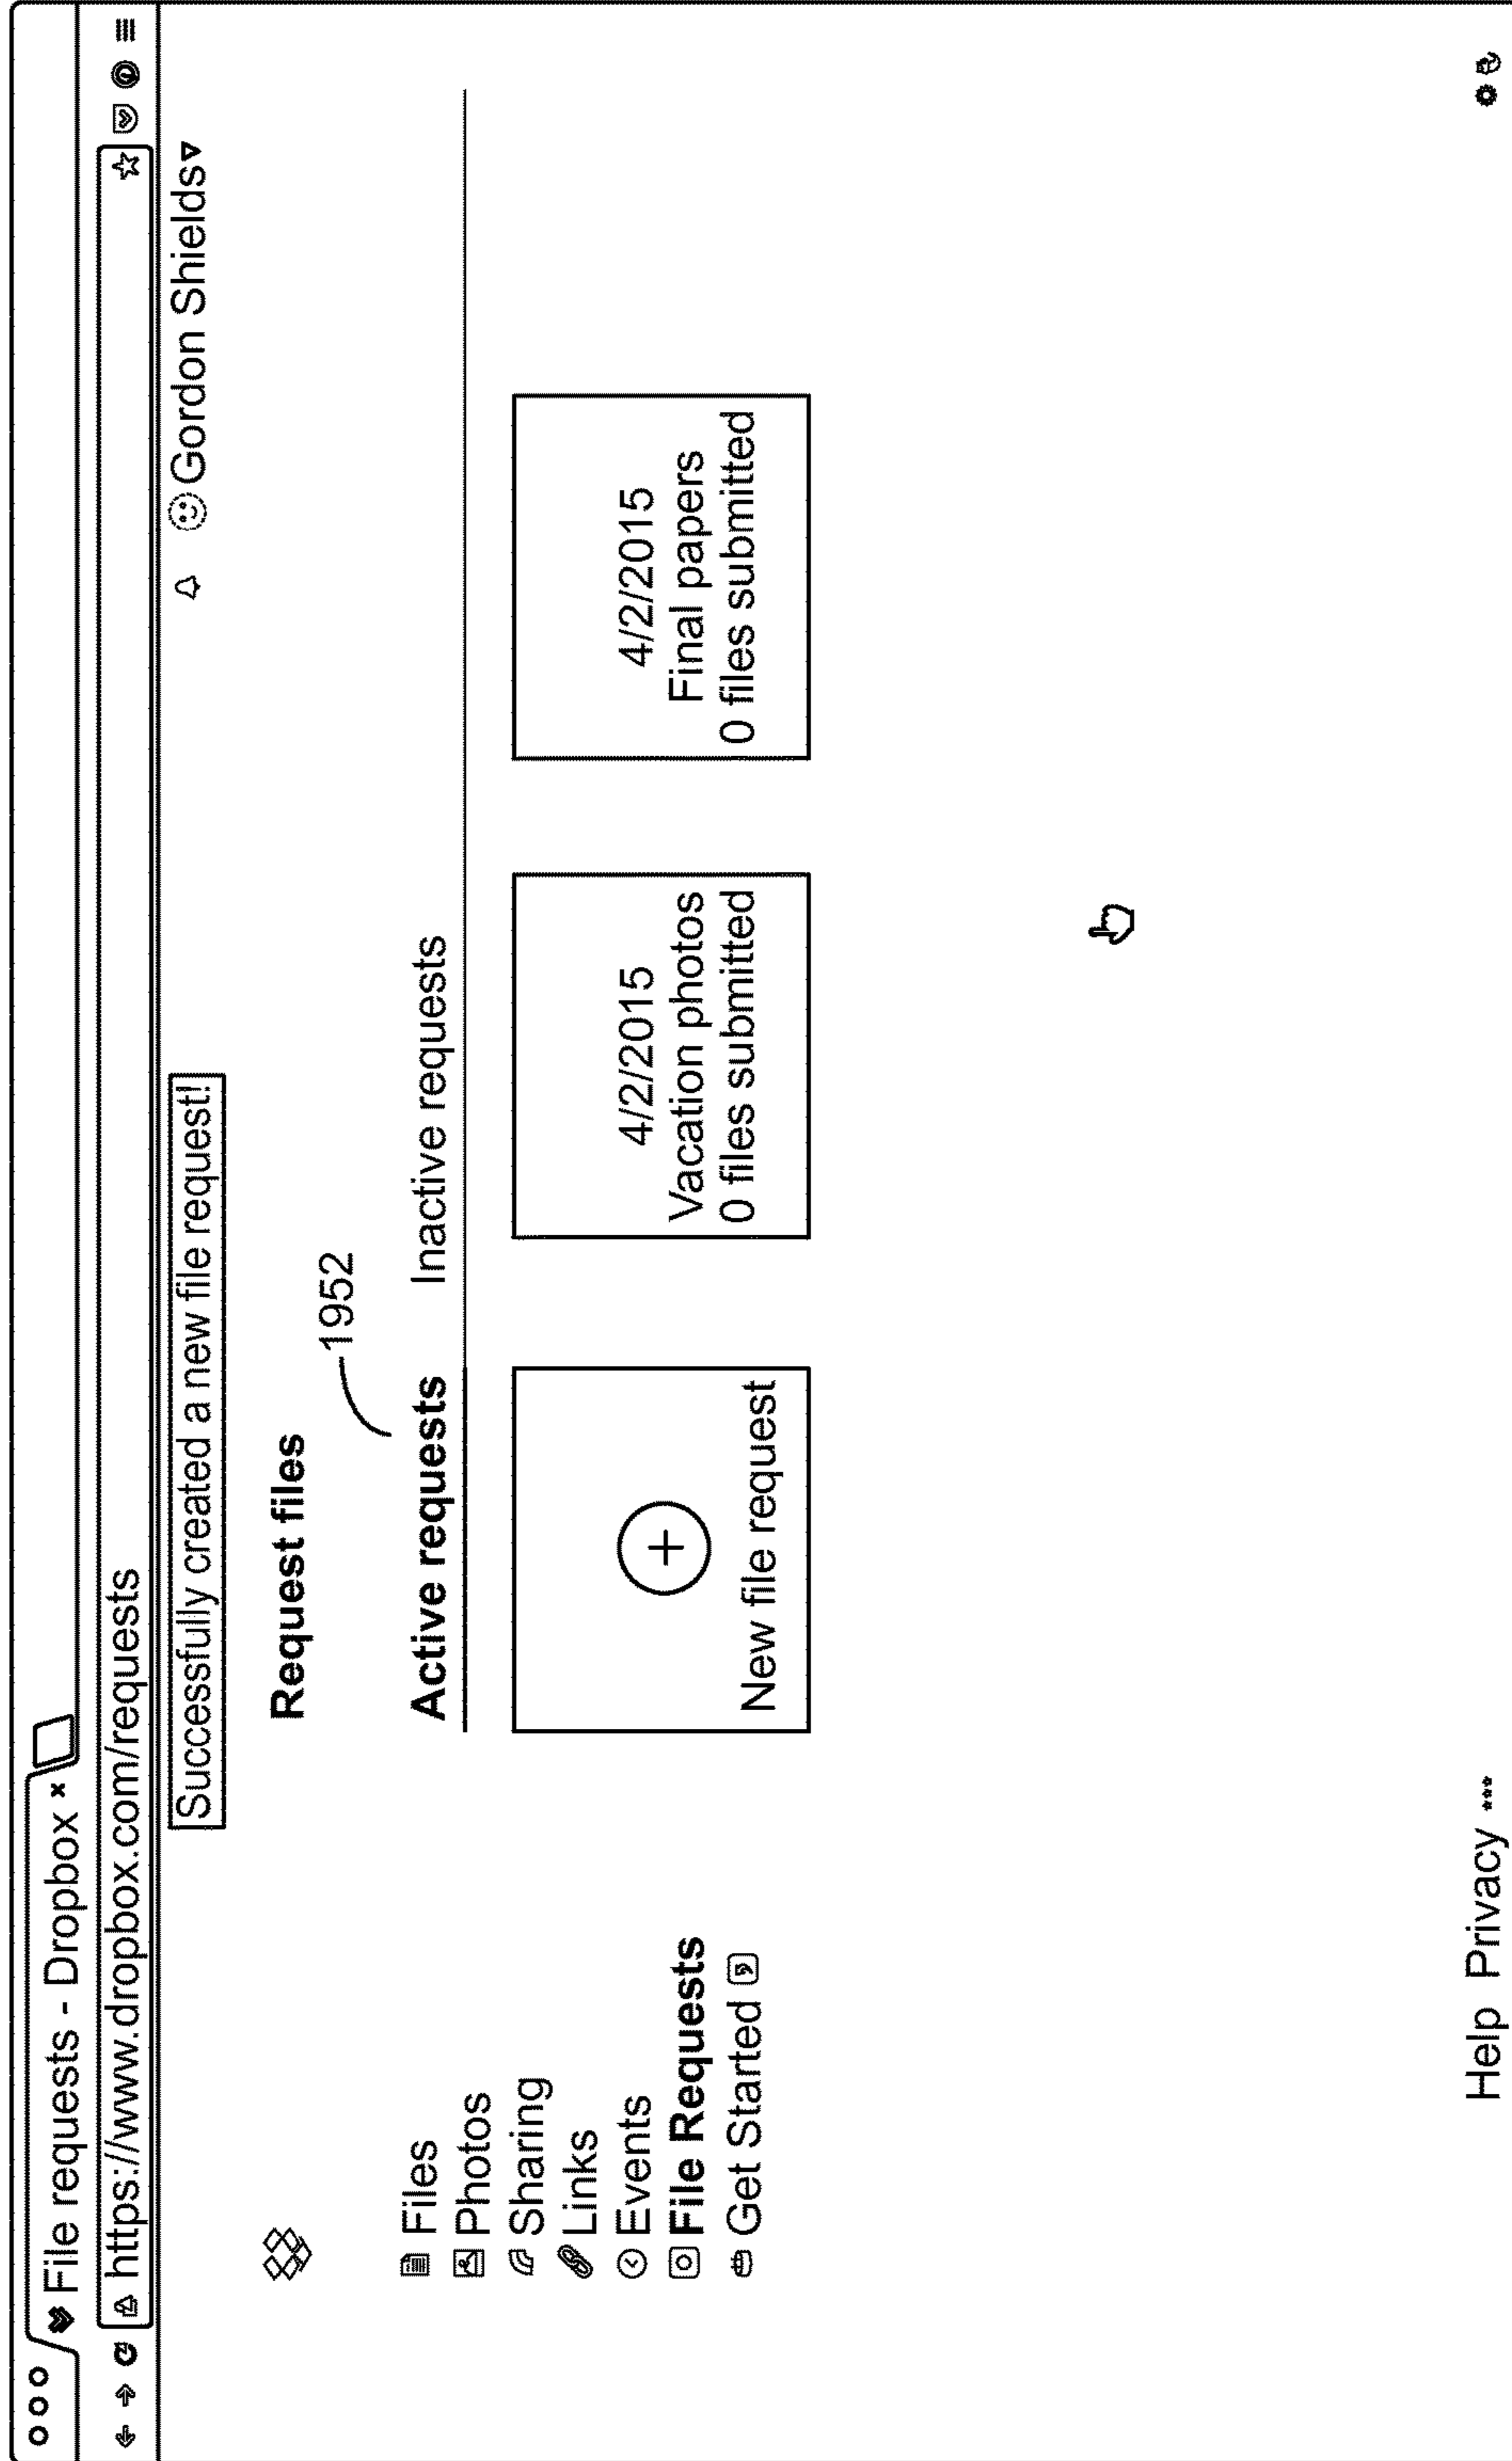 File requests - Dropbox ×
https://www.dropbox.com/requests
Successfully created a new file request!
Gordon Shields
Request files
1952
Active requests Inactive requests
Files
Photos
Sharing
Links
Events
File Requests
Get Started
New file request
4/2/2015
Vacation photos
0 files submitted
4/2/2015
Final papers
0 files submitted
Help Privacy ***